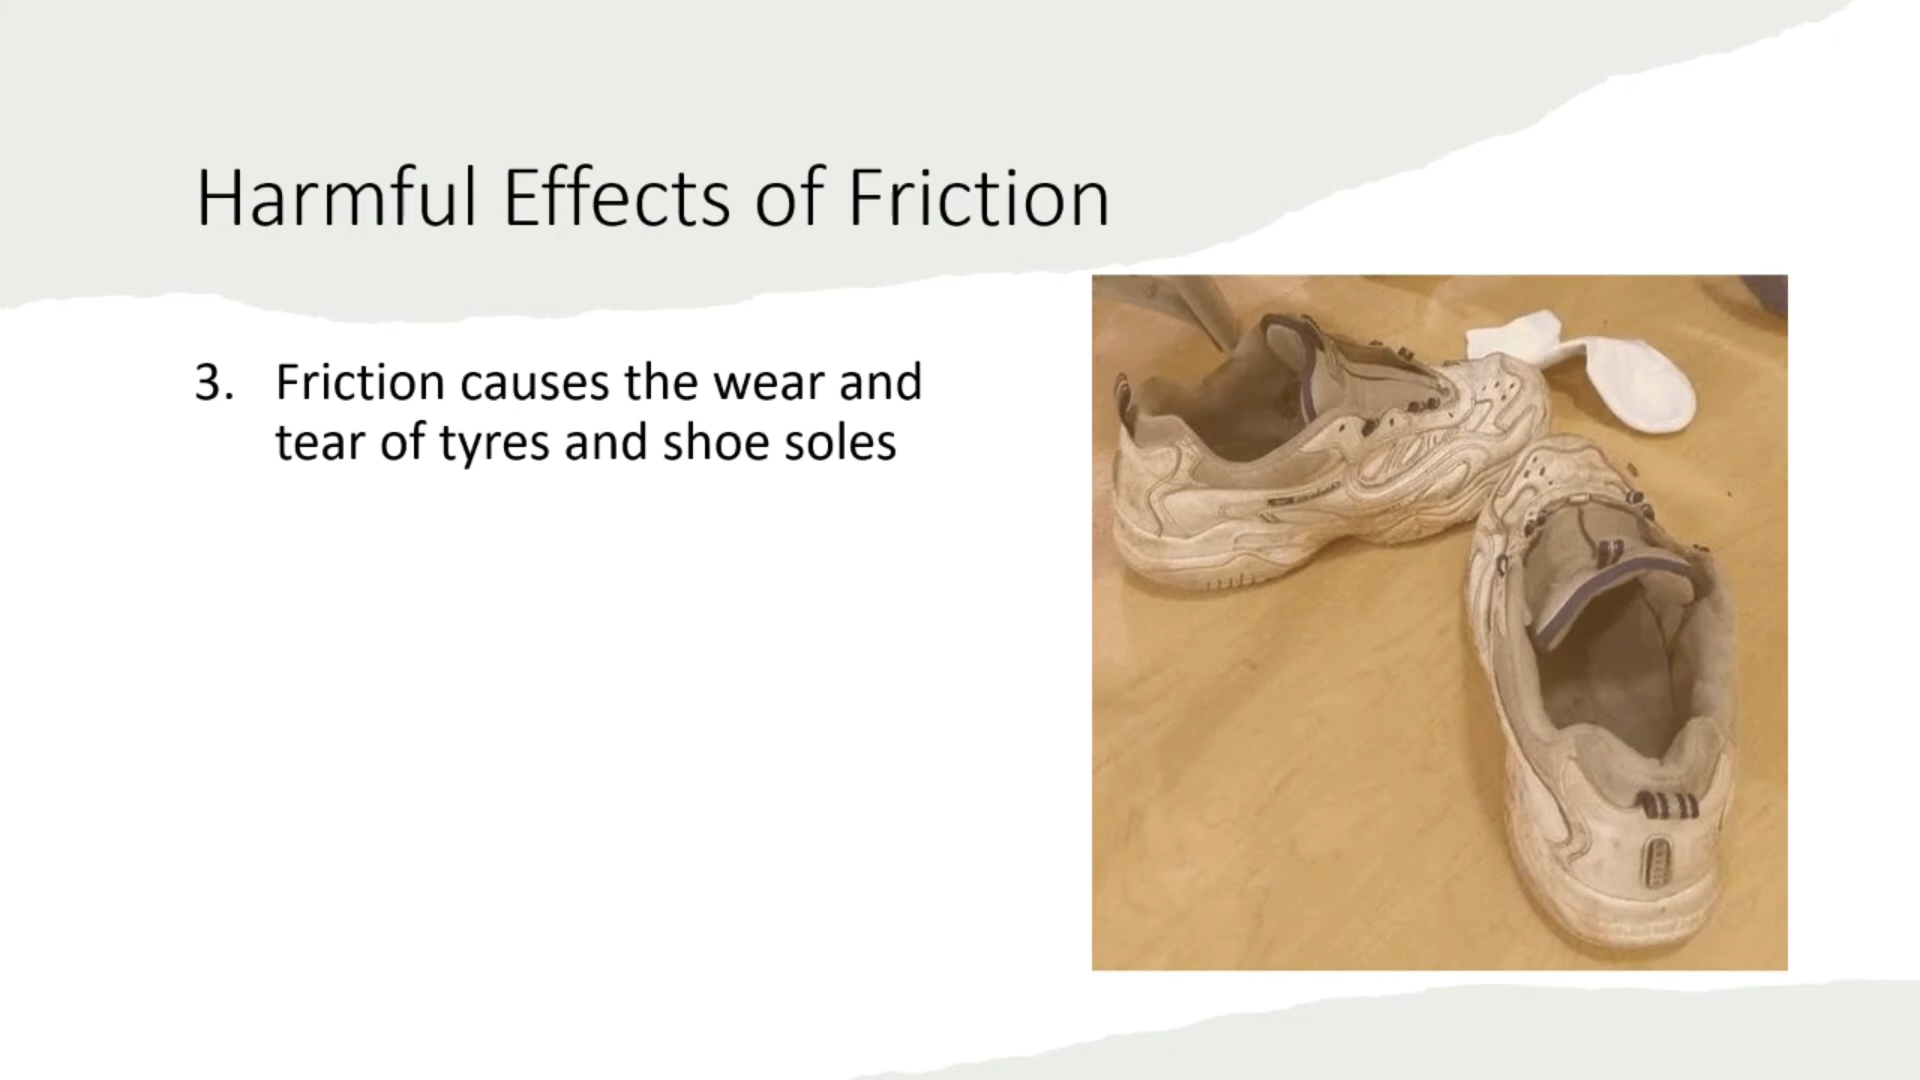 Harmful Effects of Friction
3. Friction causes the wear and
tear of tyres and shoe soles